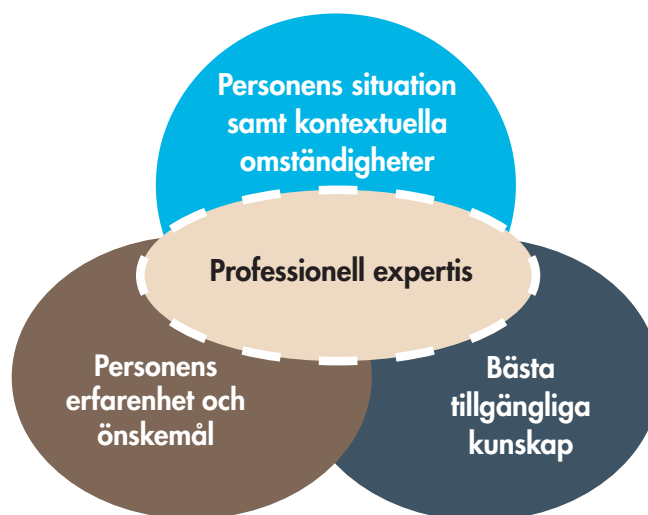 Personens situation
samt kontextuella
omständigheter
Professionell expertis
Personens
erfarenhet och
önskemål
Bästa
tillgängliga
kunskap